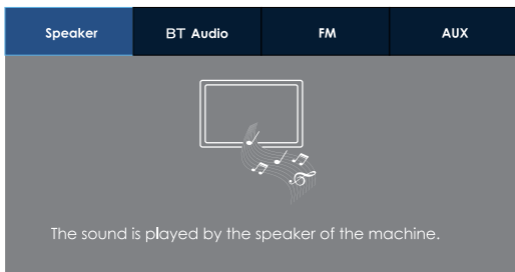 Speaker BT Audio FM AUX
The sound is played by the speaker of the machine.